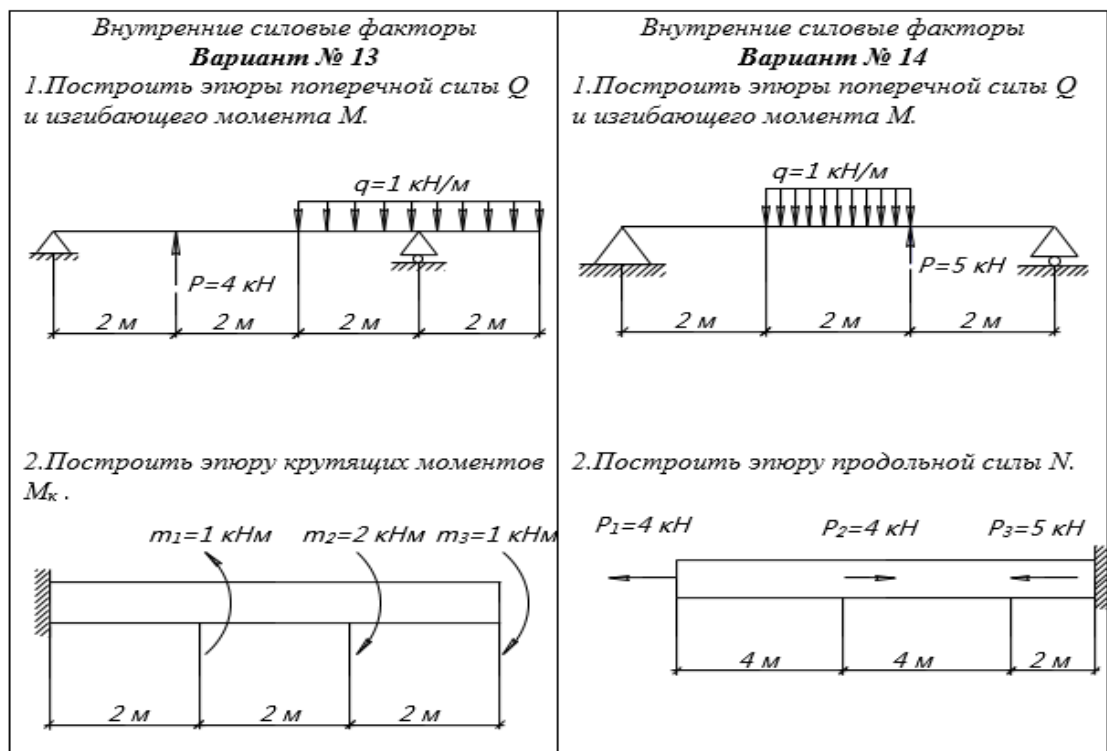 Внутренние силовые факторы
Вариант № 13
1.Построить эпюры поперечной силы Q
и изгибающего момента М.
q=1 кН/м
P=4 кН
2 м
2 м
2 м
2 м
2.Построить эпюру крутящих моментов
Мк .
m1=1 кНм
m2=2 кНм
m3=1 кНм
2 м
2 м
2 м
Внутренние силовые факторы
Вариант № 14
1.Построить эпюры поперечной силы Q
и изгибающего момента М.
q=1 кН/м
P=5 кН
2 м
2 м
2 м
2.Построить эпюру продольной силы N.
P1=4 кН
P2=4 кН
P3=5 кН
4 м
4 м
2 м